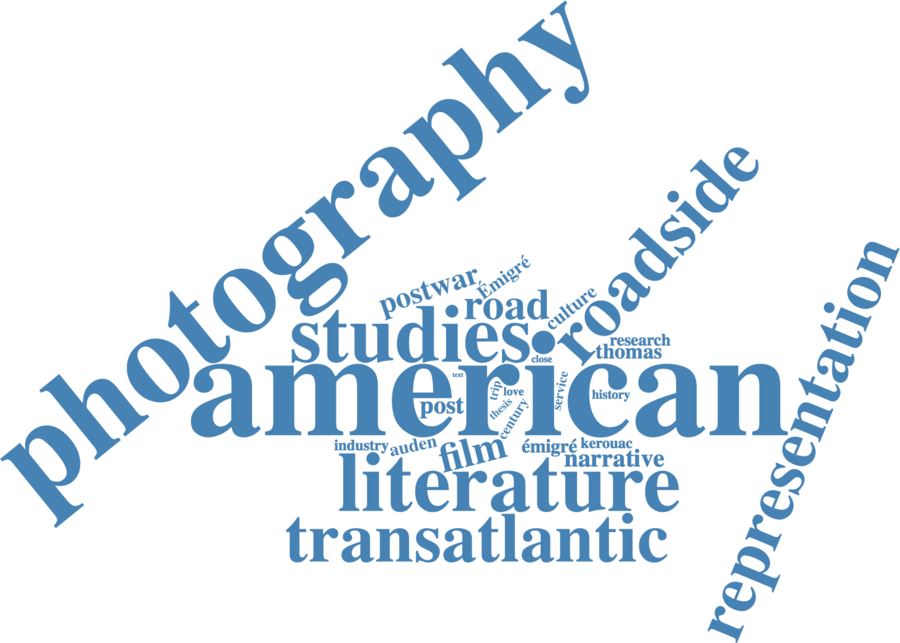 photography
roadside
representation
postwar
Émigré
road
culture
studies
research
close
thomas
american
text
trip
love
service
history
post
thesis
century
industry
auden
film
émigré
kerouac
narrative
literature
transatlantic